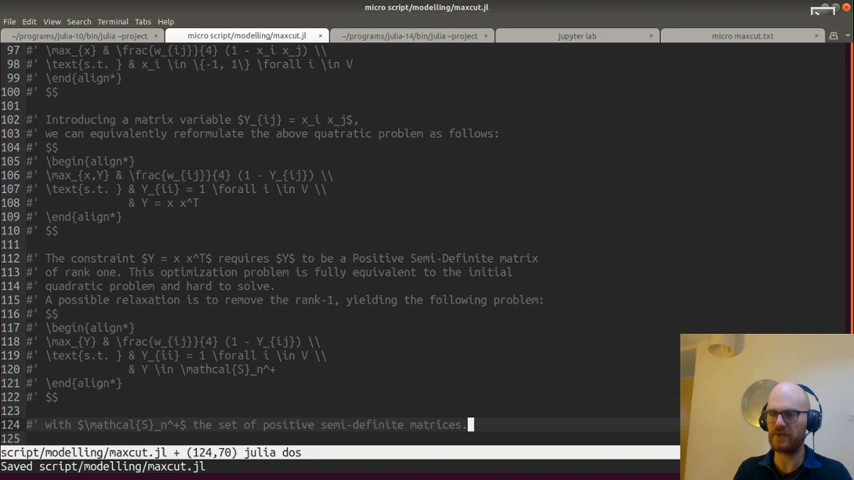 micro script/modelling/maxcut.jl
File Edit View Search Terminal Tabs Help
~/programs/julia-10/bin/julia –project × micro script/modelling/maxcut.jl × ~/programs/julia-14/bin/julia –project × jupyter lab × micro maxcut.txt ×
97 #' \max_{x} & \frac{w_{ij}}{4} (1 - x_i x_j) \\
98 #' \text{s.t. } & x_i \in \{-1, 1\} \forall i \in V
99 #' \end{align*}
100 #' $$
101
102 #' Introducing a matrix variable $Y_{ij} = x_i x_j$,
103 #' we can equivalently reformulate the above quatratic problem as follows:
104 #' $$
105 #' \begin{align*}
106 #' \max_{x,Y} & \frac{w_{ij}}{4} (1 - Y_{ij}) \\
107 #' \text{s.t. } & Y_{ii} = 1 \forall i \in V \\
108 #' & Y = x x^T
109 #' \end{align*}
110 #' $$
111
112 #' The constraint $Y = x x^T$ requires $Y$ to be a Positive Semi-Definite matrix
113 #' of rank one. This optimization problem is fully equivalent to the initial
114 #' quadratic problem and hard to solve.
115 #' A possible relaxation is to remove the rank-1, yielding the following problem:
116 #' $$
117 #' \begin{align*}
118 #' \max_{Y} & \frac{w_{ij}}{4} (1 - Y_{ij}) \\
119 #' \text{s.t. } & Y_{ii} = 1 \forall i \in V \\
120 #' & Y \in \mathcal{S}_n^+
121 #' \end{align*}
122 #' $$
123
124 #' with $\mathcal{S}_n^+$ the set of positive semi-definite matrices.
125
script/modelling/maxcut.jl + (124,70) julia dos
Saved script/modelling/maxcut.jl